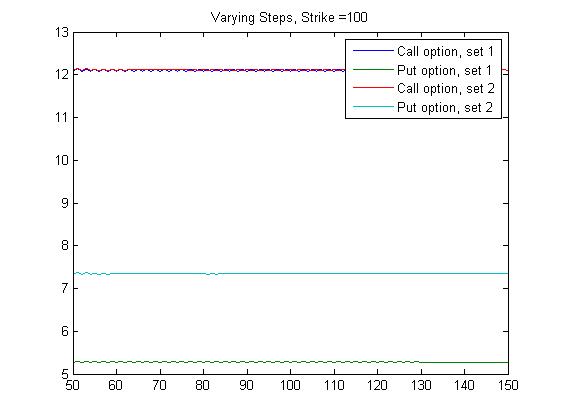 Varying Steps, Strike =100
13
12
11
10
9
8
7
6
5
50 60 70 80 90 100 110 120 130 140 150
Call option, set 1
Put option, set 1
Call option, set 2
Put option, set 2